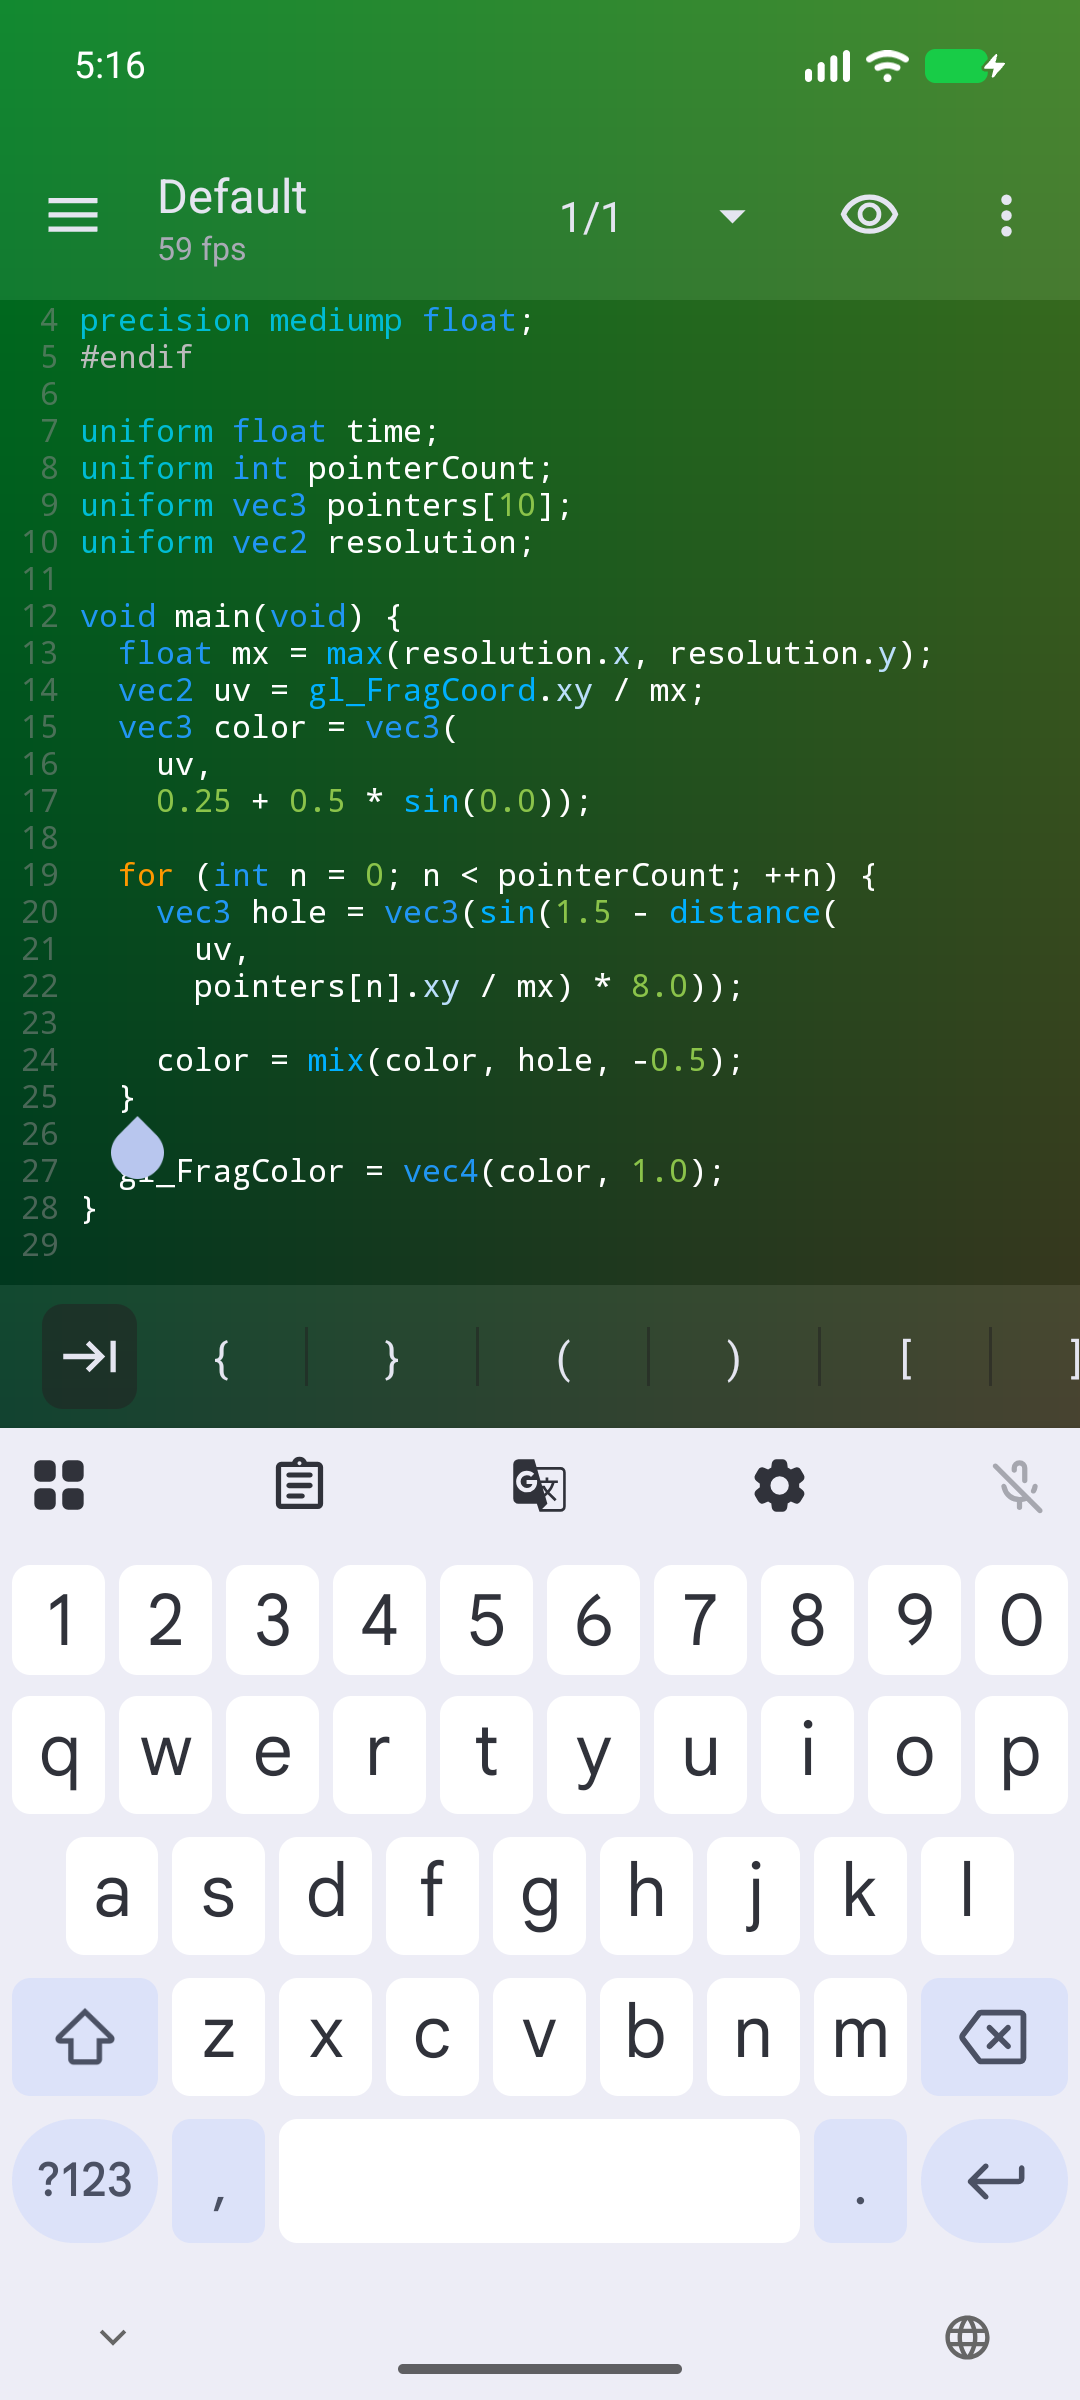 5:16
Default
59 fps
1/1
4 precision mediump float;
5 #endif
6
7 uniform float time;
8 uniform int pointerCount;
9 uniform vec3 pointers[10];
10 uniform vec2 resolution;
11
12 void main(void) {
13   float mx = max(resolution.x, resolution.y);
14   vec2 uv = gl_FragCoord.xy / mx;
15   vec3 color = vec3(
16     uv,
17     0.25 + 0.5 * sin(0.0));
18
19   for (int n = 0; n < pointerCount; ++n) {
20     vec3 hole = vec3(sin(1.5 - distance(
21       uv,
22       pointers[n].xy / mx) * 8.0));
23
24     color = mix(color, hole, -0.5);
25   }
26
27   gl_FragColor = vec4(color, 1.0);
28 }
29
{ } ( ) [ ]
1 2 3 4 5 6 7 8 9 0
q w e r t y u i o p
a s d f g h j k l
z x c v b n m
?123 , .